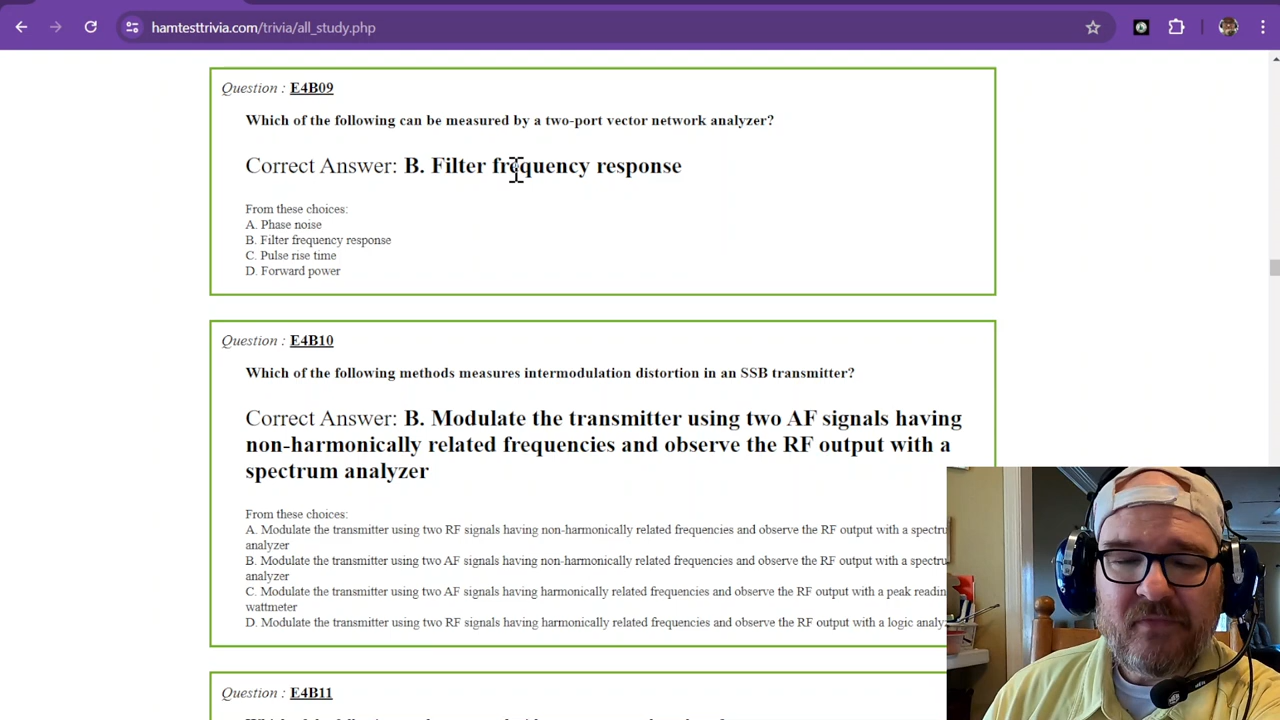 hamtesttrivia.com/trivia/all_study.php
Question : E4B09
Which of the following can be measured by a two-port vector network analyzer?
Correct Answer: B. Filter frequency response
From these choices:
A. Phase noise
B. Filter frequency response
C. Pulse rise time
D. Forward power
Question : E4B10
Which of the following methods measures intermodulation distortion in an SSB transmitter?
Correct Answer: B. Modulate the transmitter using two AF signals having
non-harmonically related frequencies and observe the RF output with a
spectrum analyzer
From these choices:
A. Modulate the transmitter using two RF signals having non-harmonically related frequencies and observe the RF output with a spectru
analyzer
B. Modulate the transmitter using two AF signals having non-harmonically related frequencies and observe the RF output with a spectru
analyzer
C. Modulate the transmitter using two AF signals having harmonically related frequencies and observe the RF output with a peak readin
wattmeter
D. Modulate the transmitter using two RF signals having harmonically related frequencies and observe the RF output with a logic analy
Question : E4B11